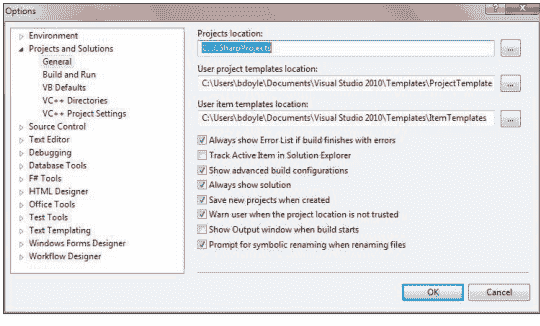 Options
Environment
Projects and Solutions
General
Build and Run
VB Defaults
VC++ Directories
VC++ Project Settings
Source Control
Text Editor
Debugging
Database Tools
F# Tools
HTML Designer
Office Tools
Test Tools
Text Templating
Windows Forms Designer
Workflow Designer
Projects location:
User project templates location:
C:\Users\bdoyle\Documents\Visual Studio 2010\Templates\ProjectTemplate
...
User item templates location:
C:\Users\bdoyle\Documents\Visual Studio 2010\Templates\ItemTemplates
...
Always show Error List if build finishes with errors
Track Active Item in Solution Explorer
Show advanced build configurations
Always show solution
Save new projects when created
Warn user when the project location is not trusted
Show Output window when build starts
Prompt for symbolic renaming when renaming files
OK
Cancel